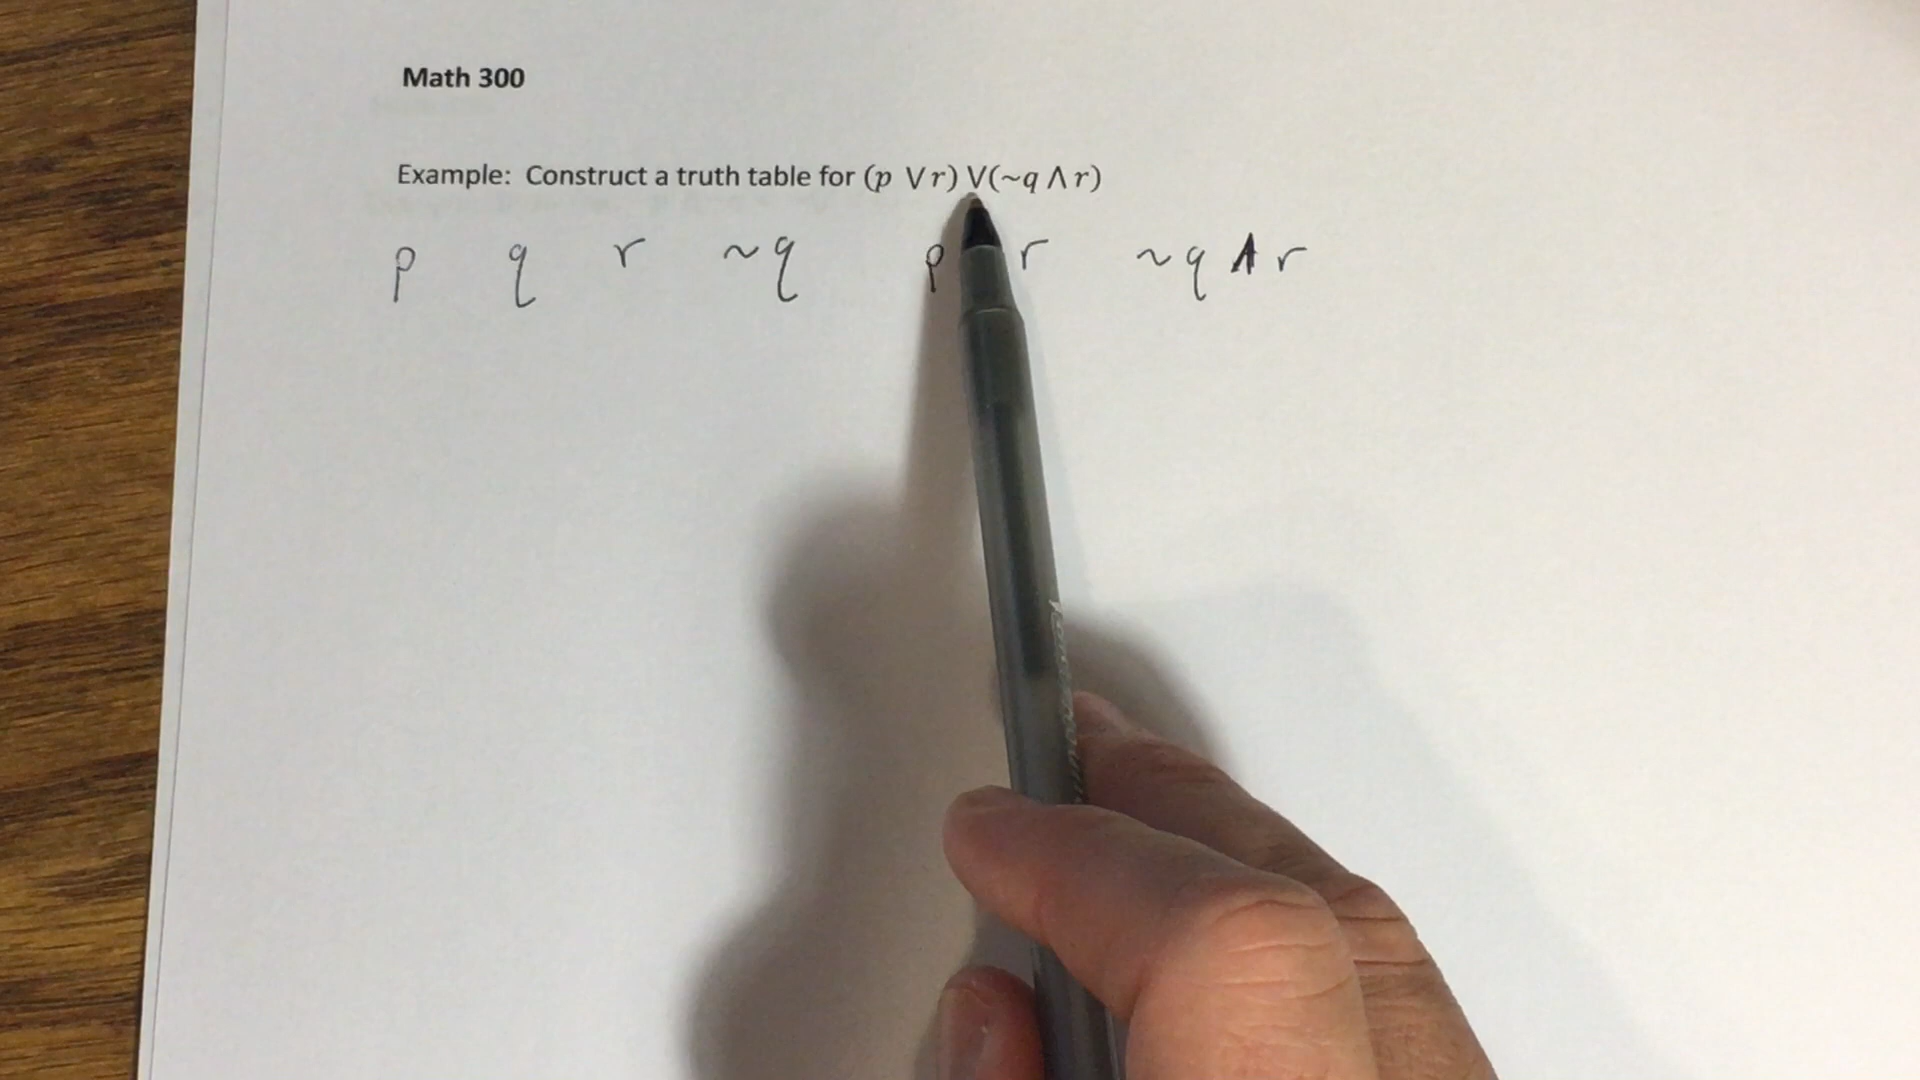 Math 300
Example: Construct a truth table for (p ∨ r) ∨(~q ∧ r)
p q r ~q p r ~q ∧ r